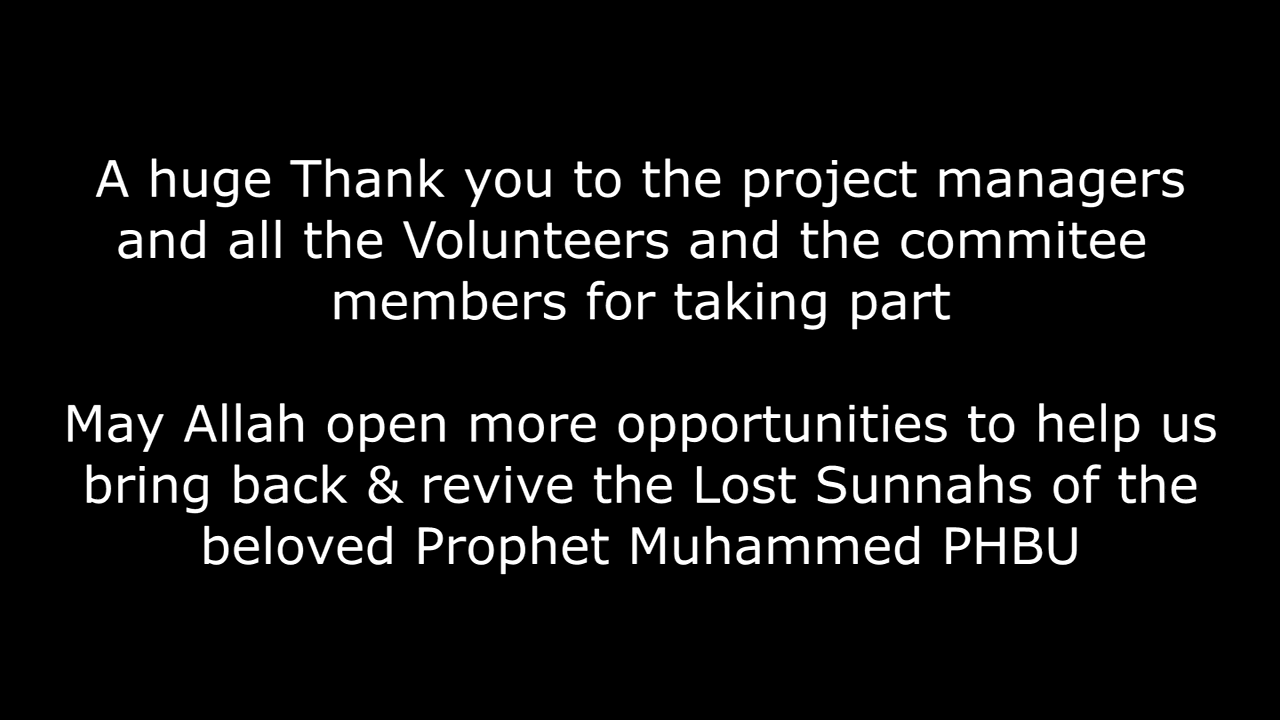 A huge Thank you to the project managers
and all the Volunteers and the commitee
members for taking part
May Allah open more opportunities to help us
bring back & revive the Lost Sunnahs of the
beloved Prophet Muhammed PHBU